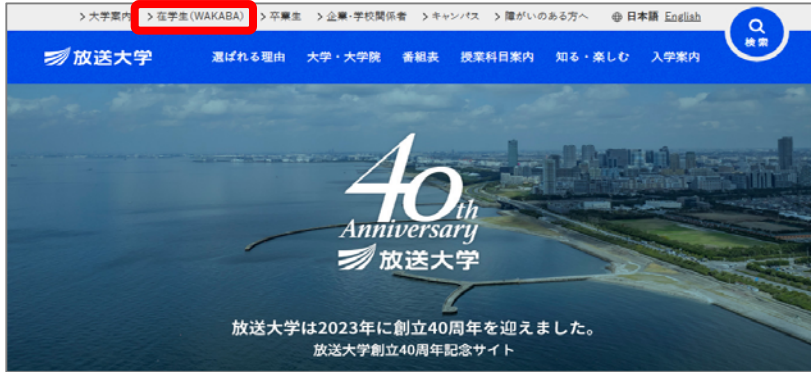 >大学案内 >在学生(WAKABA) >卒業生 >企業・学校関係者 >キャンパス >障がいのある方へ 日本語 English
検索
放送大学 選ばれる理由 大学・大学院 番組表 授業科目案内 知る・楽しむ 入学案内
40th
Anniversary
放送大学
放送大学は2023年に創立40周年を迎えました。
放送大学創立40周年記念サイト